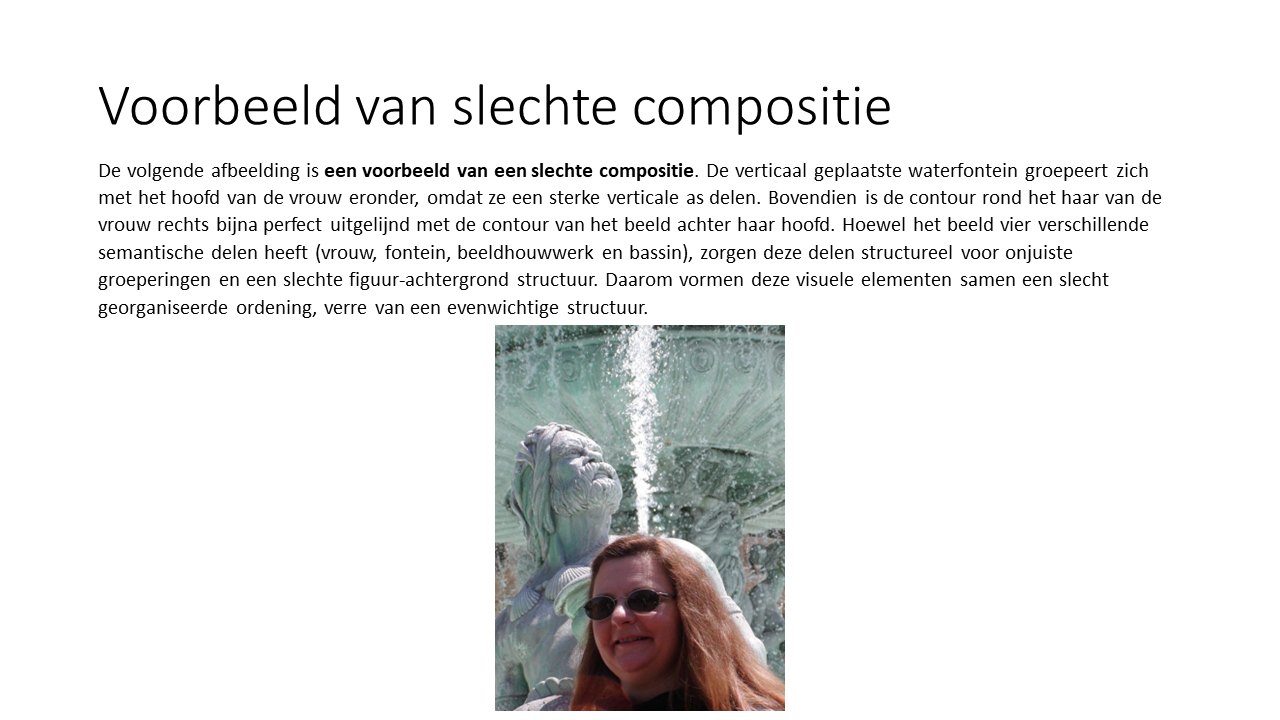 Voorbeeld van slechte compositie
De volgende afbeelding is een voorbeeld van een slechte compositie. De verticaal geplaatste waterfontein groepeert zich
met het hoofd van de vrouw eronder, omdat ze een sterke verticale as delen. Bovendien is de contour rond het haar van de
vrouw rechts bijna perfect uitgelijnd met de contour van het beeld achter haar hoofd. Hoewel het beeld vier verschillende
semantische delen heeft (vrouw, fontein, beeldhouwwerk en bassin), zorgen deze delen structureel voor onjuiste
groeperingen en een slechte figuur-achtergrond structuur. Daarom vormen deze visuele elementen samen een slecht
georganiseerde ordening, verre van een evenwichtige structuur.